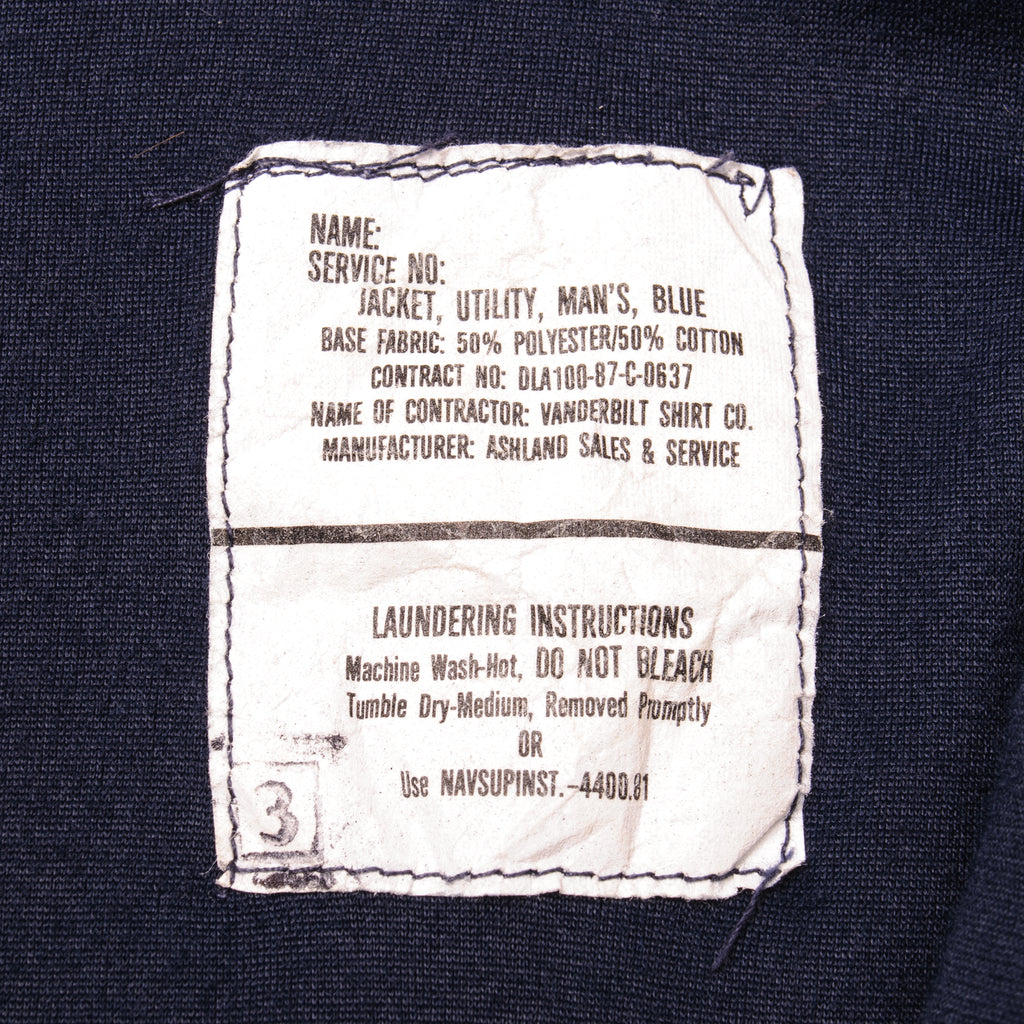 NAME:
SERVICE NO:
JACKET, UTILITY, MAN'S, BLUE
BASE FABRIC: 50% POLYESTER/50% COTTON
CONTRACT NO: DLA100-87-C-0637
NAME OF CONTRACTOR: VANDERBILT SHIRT CO.
MANUFACTURER: ASHLAND SALES & SERVICE
LAUNDERING INSTRUCTIONS
Machine Wash-Hot, DO NOT BLEACH
Tumble Dry-Medium, Removed Promptly
OR
Use NAVSUPINST.-4400.81
3